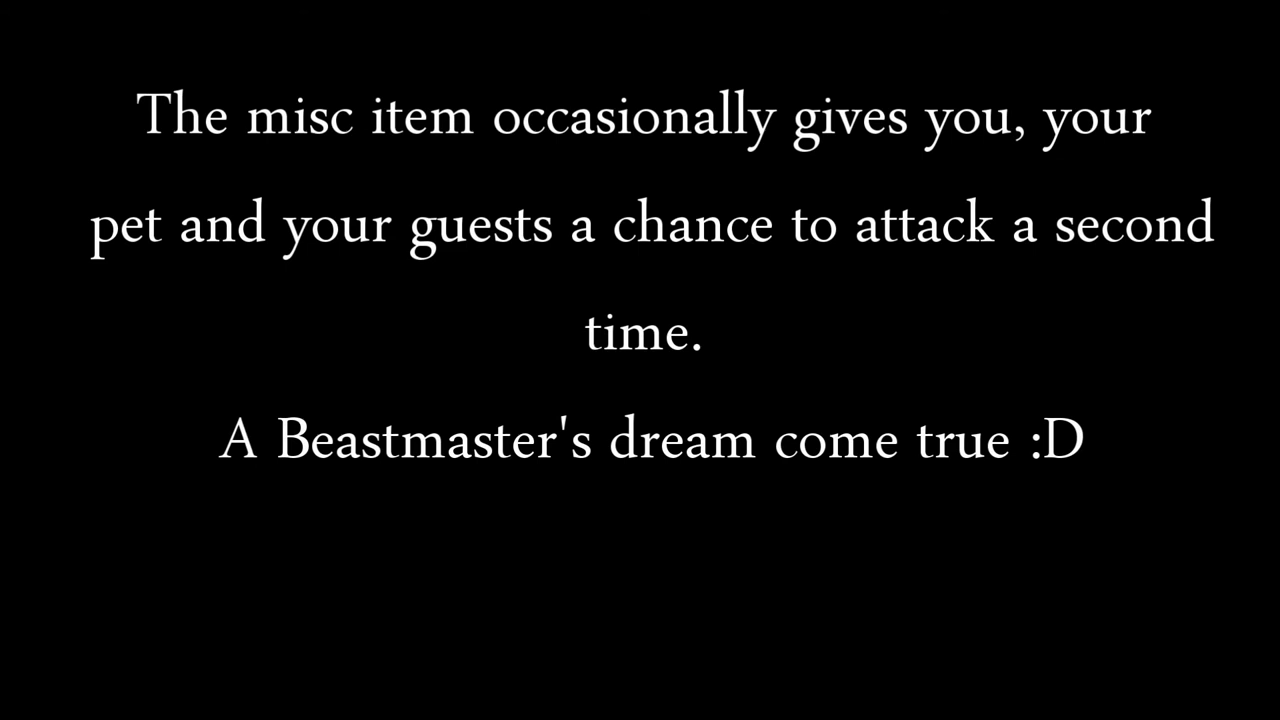 The misc item occasionally gives you, your
pet and your guests a chance to attack a second
time.
A Beastmaster's dream come true :D